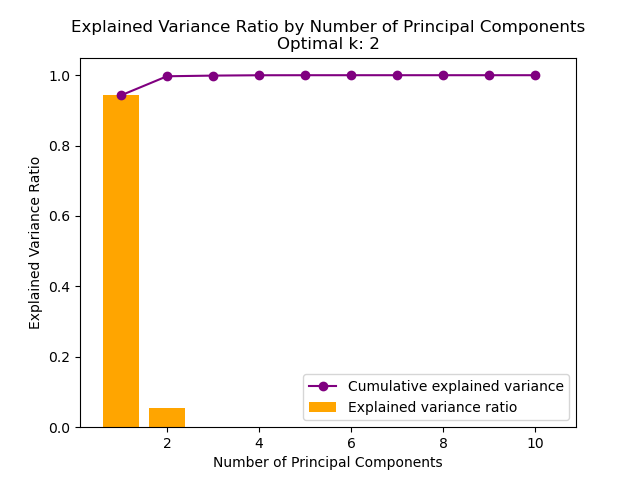 Explained Variance Ratio by Number of Principal Components
Optimal k: 2
Explained Variance Ratio
1.0
0.8
0.6
0.4
0.2
0.0
Cumulative explained variance
Explained variance ratio
2
4
6
8
10
Number of Principal Components